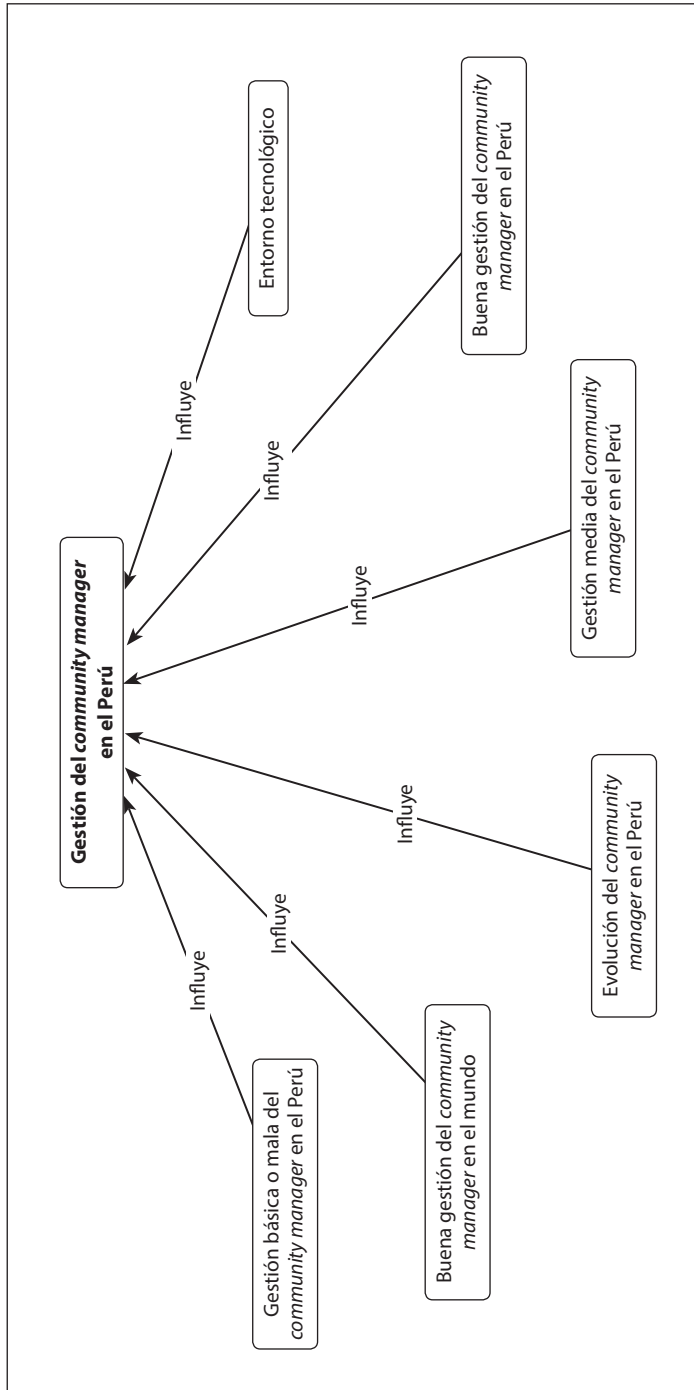 Gestión del community manager
en el Perú
Influye
Influye
Influye
Influye
Influye
Influye
Gestión básica o mala del
community manager en el Perú
Entorno tecnológico
Buena gestión del community
manager en el mundo
Buena gestión del community
manager en el Perú
Evolución del community
manager en el Perú
Gestión media del community
manager en el Perú